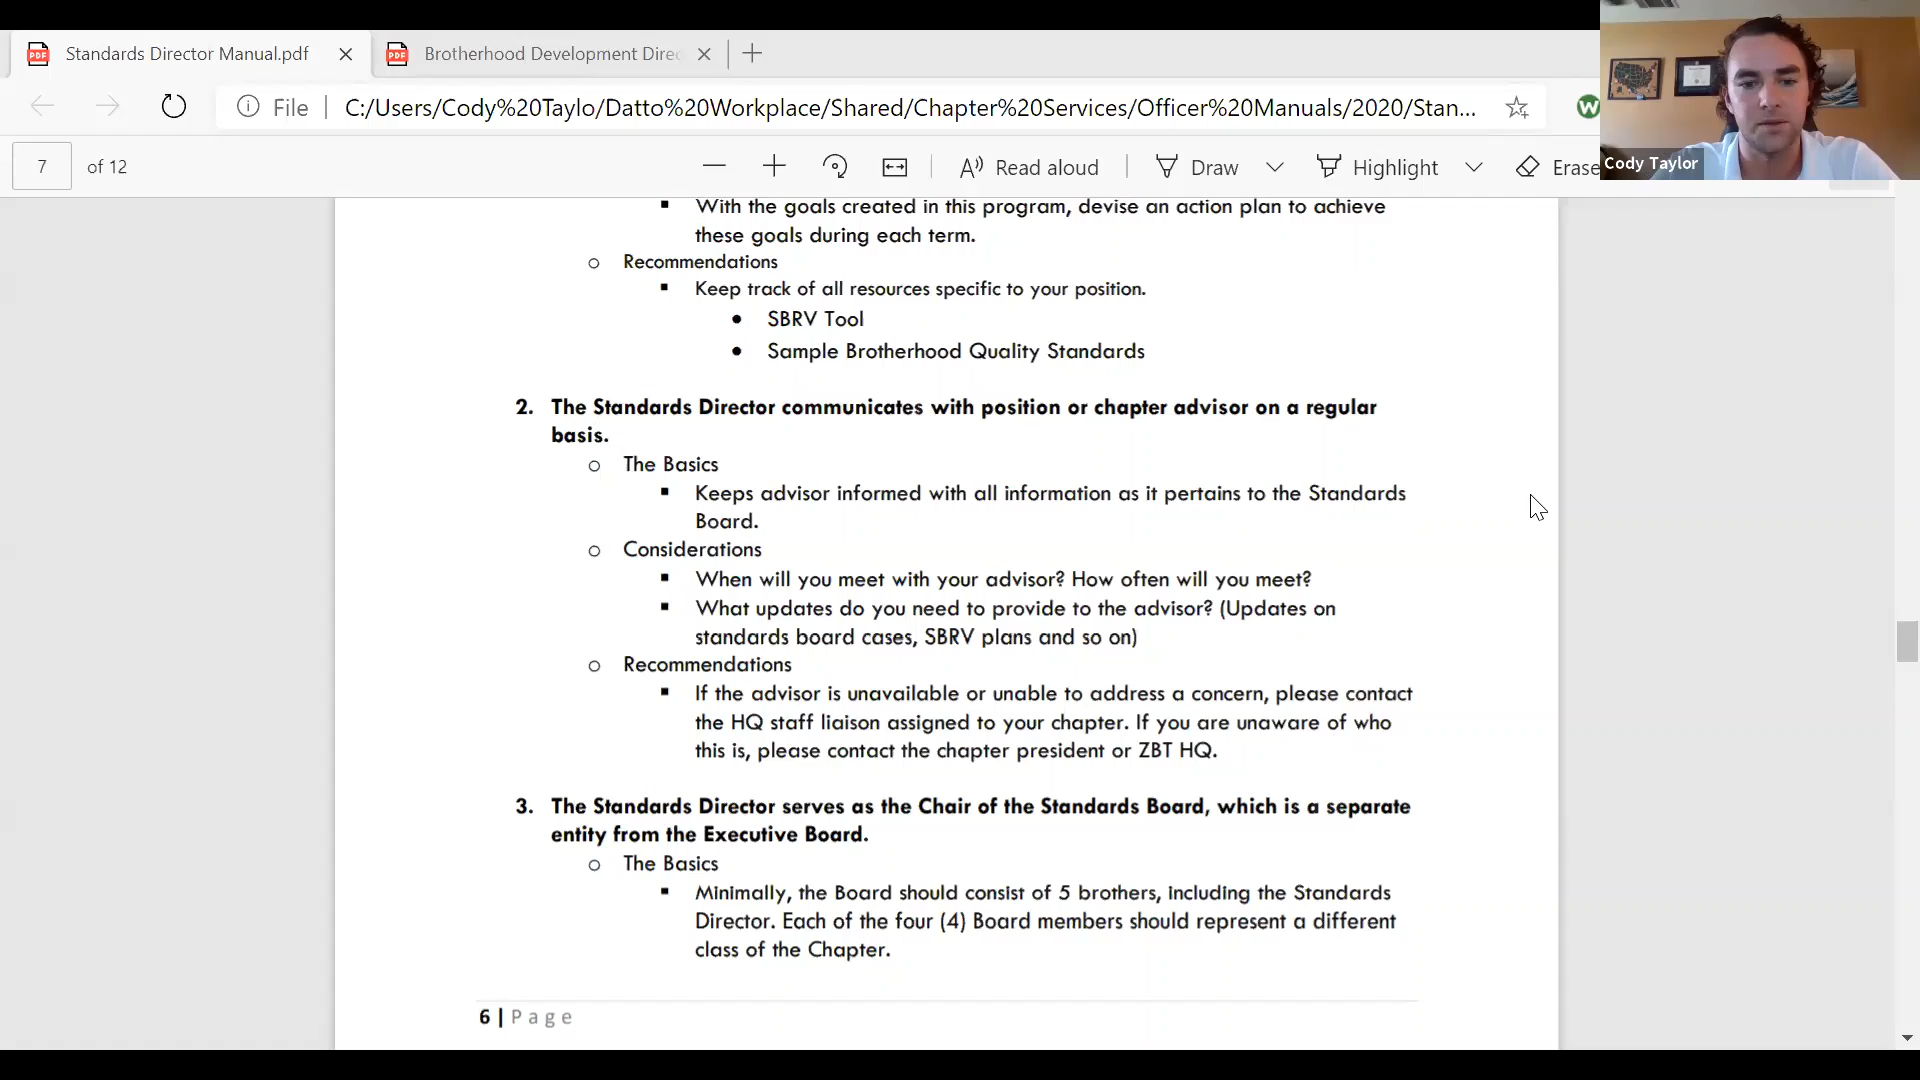 Standards Director Manual.pdf
Brotherhood Development Direc
File
C:/Users/Cody%20Taylo/Datto%20Workplace/Shared/Chapter%20Services/Officer%20Manuals/2020/Stan...
7 of 12
Read aloud
Draw
Highlight
Erase
Cody Taylor
▪ With the goals created in this program, devise an action plan to achieve
these goals during each term.
o Recommendations
▪ Keep track of all resources specific to your position.
• SBRV Tool
• Sample Brotherhood Quality Standards
2. The Standards Director communicates with position or chapter advisor on a regular
basis.
o The Basics
▪ Keeps advisor informed with all information as it pertains to the Standards
Board.
o Considerations
▪ When will you meet with your advisor? How often will you meet?
▪ What updates do you need to provide to the advisor? (Updates on
standards board cases, SBRV plans and so on)
o Recommendations
▪ If the advisor is unavailable or unable to address a concern, please contact
the HQ staff liaison assigned to your chapter. If you are unaware of who
this is, please contact the chapter president or ZBT HQ.
3. The Standards Director serves as the Chair of the Standards Board, which is a separate
entity from the Executive Board.
o The Basics
▪ Minimally, the Board should consist of 5 brothers, including the Standards
Director. Each of the four (4) Board members should represent a different
class of the Chapter.
6 | Page